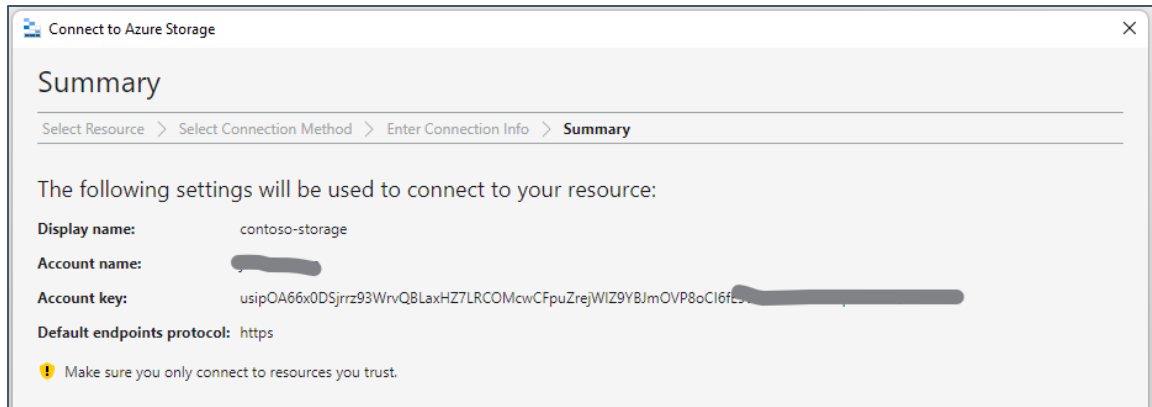 Connect to Azure Storage
Summary
Select Resource > Select Connection Method > Enter Connection Info > Summary
The following settings will be used to connect to your resource:
Display name: contoso-storage
Account name:
Account key:
Default endpoints protocol: https
Make sure you only connect to resources you trust.